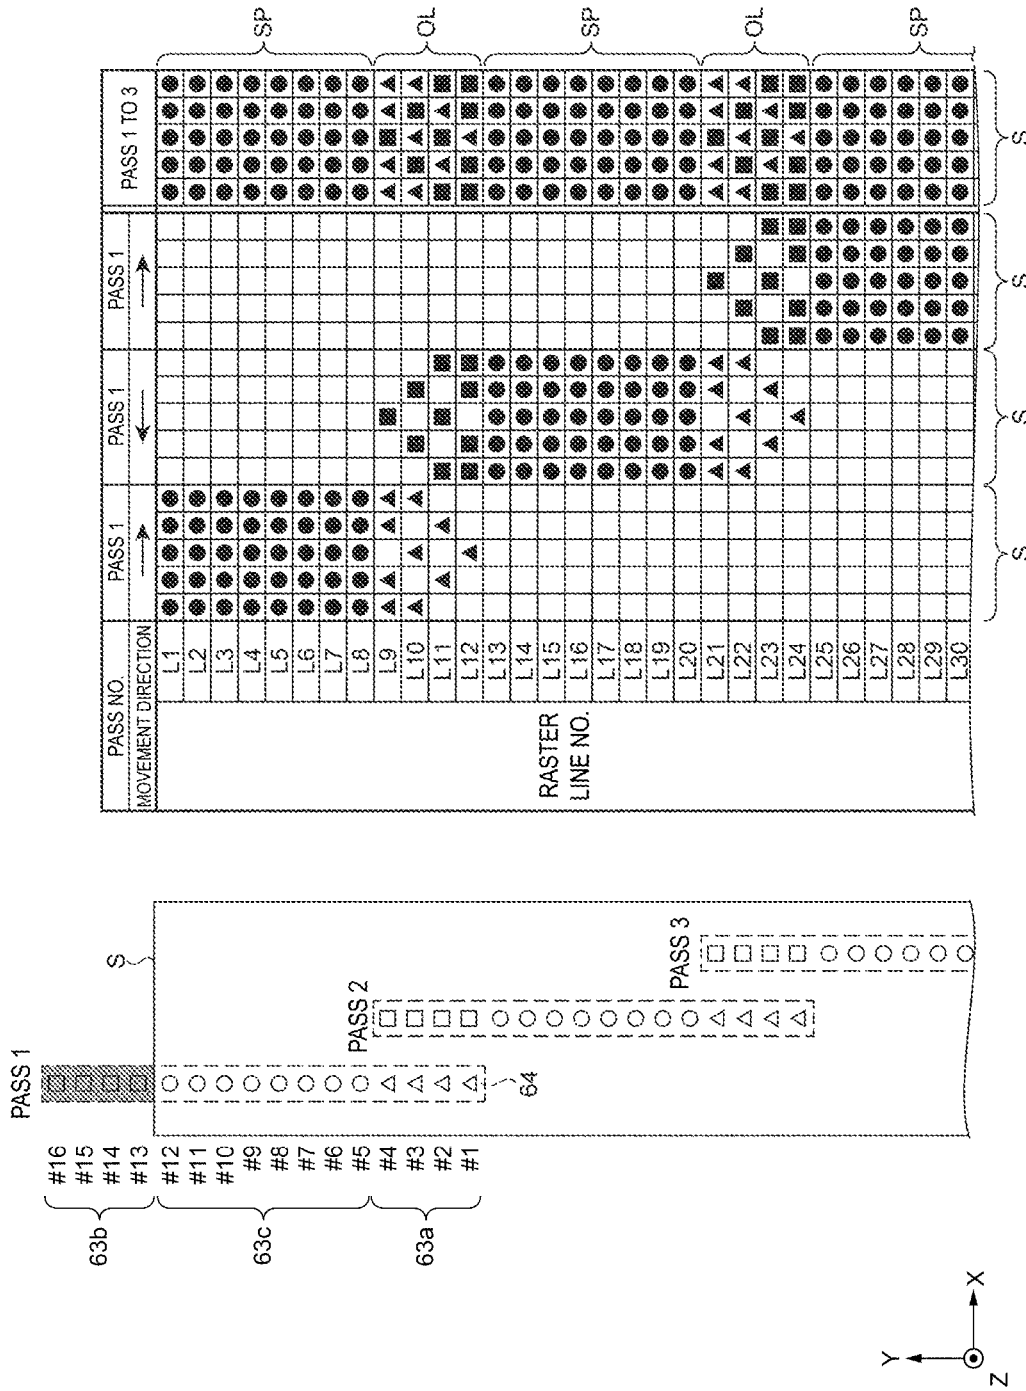 PASS 1
#16
#15
#14
#13
#12
#11
#10
#9
#8
#7
#6
#5
#4
#3
#2
#1
63b
63c
63a
S
PASS 2
PASS 3
64
Y
X
Z
PASS NO.
PASS 1
PASS 1
PASS 1
PASS 1 TO 3
MOVEMENT DIRECTION
RASTER
LINE NO.
L1
L2
L3
L4
L5
L6
L7
L8
L9
L10
L11
L12
L13
L14
L15
L16
L17
L18
L19
L20
L21
L22
L23
L24
L25
L26
L27
L28
L29
L30
SP
OL
SP
OL
SP
S
S
S
S